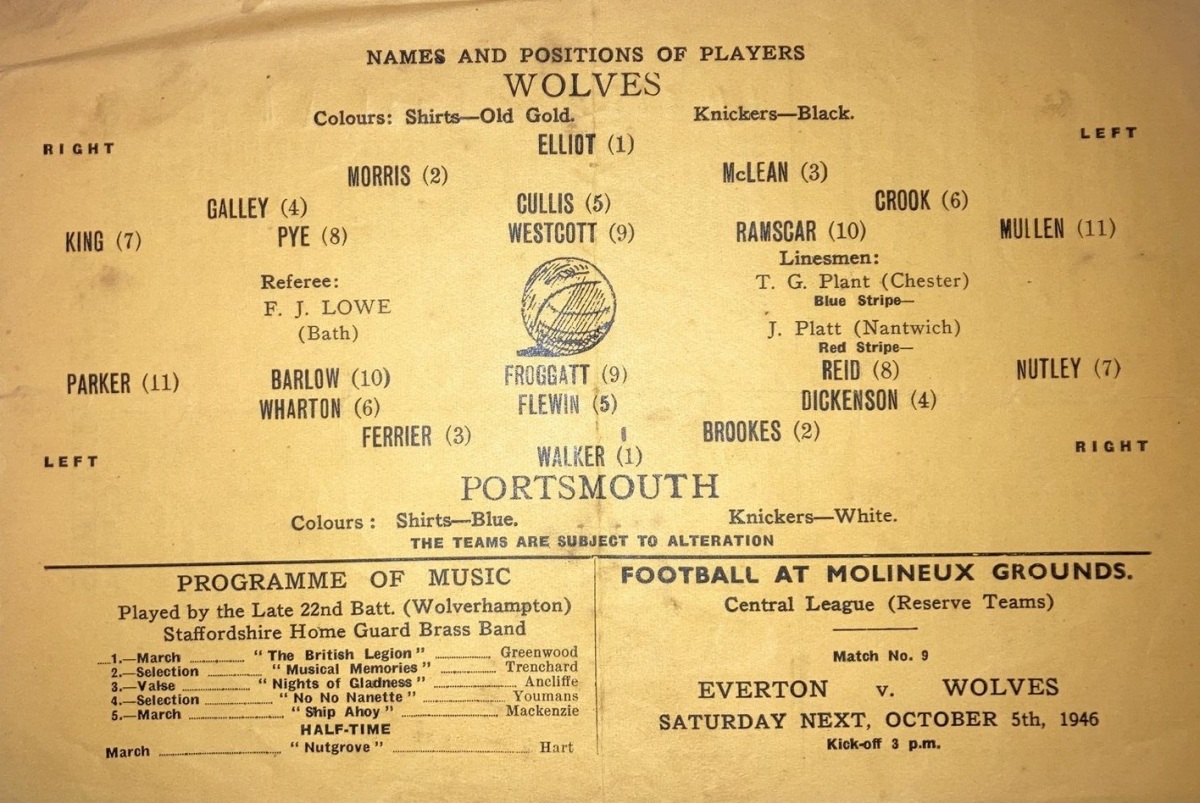 NAMES AND POSITIONS OF PLAYERS
WOLVES
Colours: Shirts—Old Gold. Knickers—Black.
RIGHT ELLIOT (1) LEFT
MORRIS (2) McLEAN (3)
GALLEY (4) CULLIS (5) CROOK (6)
KING (7) PYE (8) WESTCOTT (9) RAMSCAR (10) MULLEN (11)
Referee:
F. J. LOWE
(Bath)
Linesmen:
T. G. Plant (Chester)
Blue Stripe—
J. Platt (Nantwich)
Red Stripe—
PARKER (11) BARLOW (10) FROGGATT (9) REID (8) NUTLEY (7)
WHARTON (6) FLEWIN (5) DICKENSON (4)
FERRIER (3) BROOKES (2)
LEFT WALKER (1) RIGHT
PORTSMOUTH
Colours: Shirts—Blue. Knickers—White.
THE TEAMS ARE SUBJECT TO ALTERATION
PROGRAMME OF MUSIC
Played by the Late 22nd Batt. (Wolverhampton)
Staffordshire Home Guard Brass Band
1.—March "The British Legion" Greenwood
2.—Selection "Musical Memories" Trenchard
3.—Valse "Nights of Gladness" Ancliffe
4.—Selection "No No Nanette" Youmans
5.—March "Ship Ahoy" Mackenzie
HALF-TIME
March "Nutgrove" Hart
FOOTBALL AT MOLINEUX GROUNDS.
Central League (Reserve Teams)
Match No. 9
EVERTON v. WOLVES
SATURDAY NEXT, OCTOBER 5th, 1946
Kick-off 3 p.m.